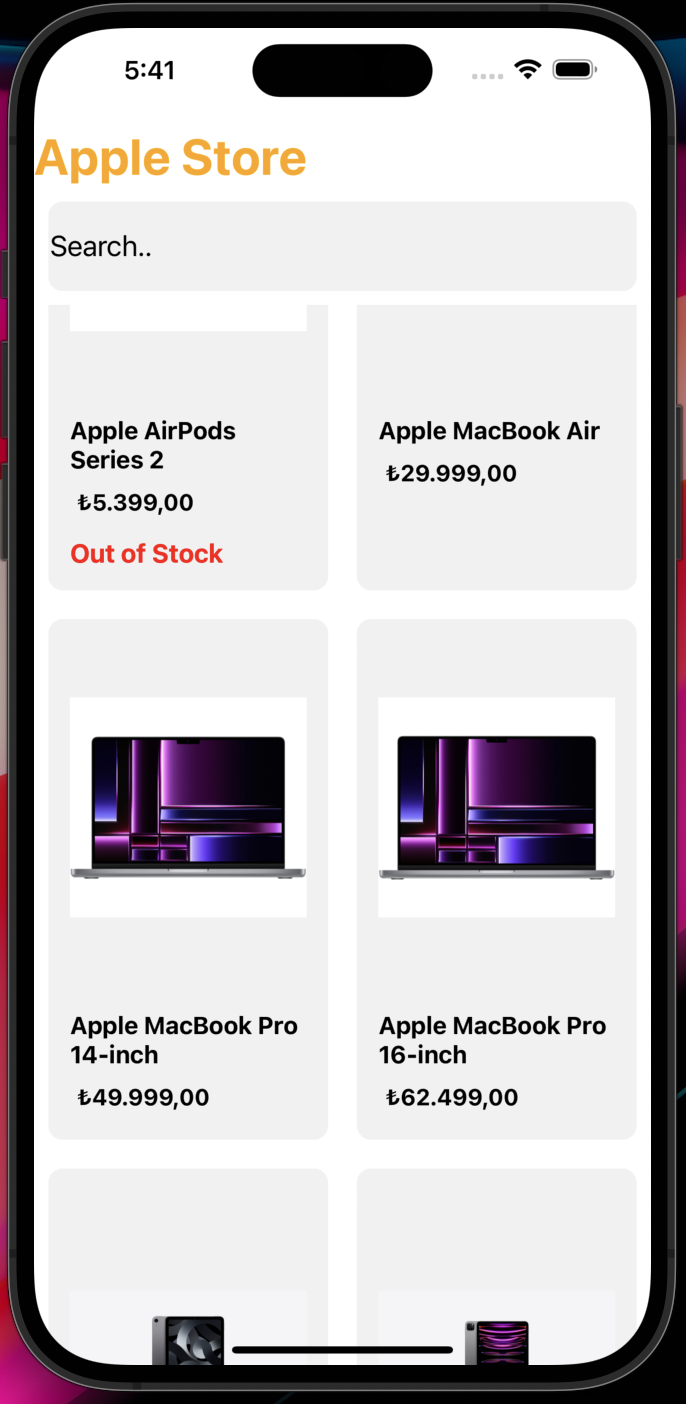 5:41
Apple Store
Search..
Apple AirPods
Series 2
₺5.399,00
Out of Stock
Apple MacBook Air
₺29.999,00
Apple MacBook Pro
14-inch
₺49.999,00
Apple MacBook Pro
16-inch
₺62.499,00